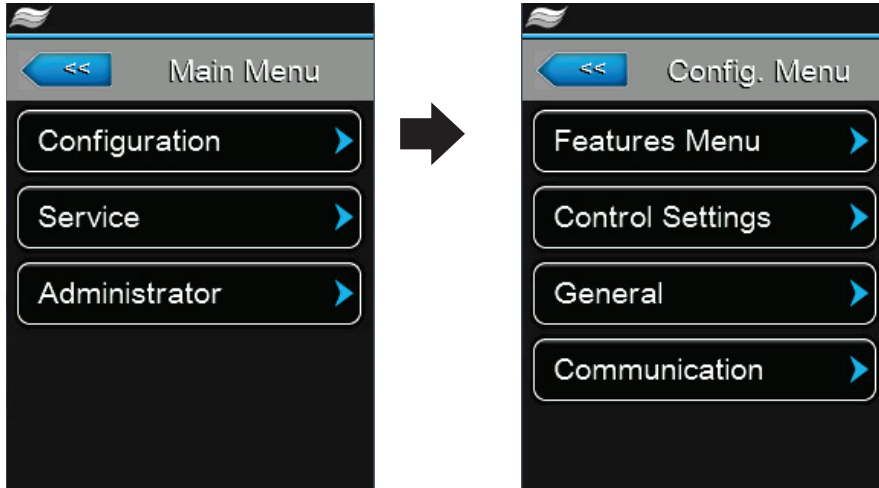 << Main Menu
Configuration
Service
Administrator
<< Config. Menu
Features Menu
Control Settings
General
Communication